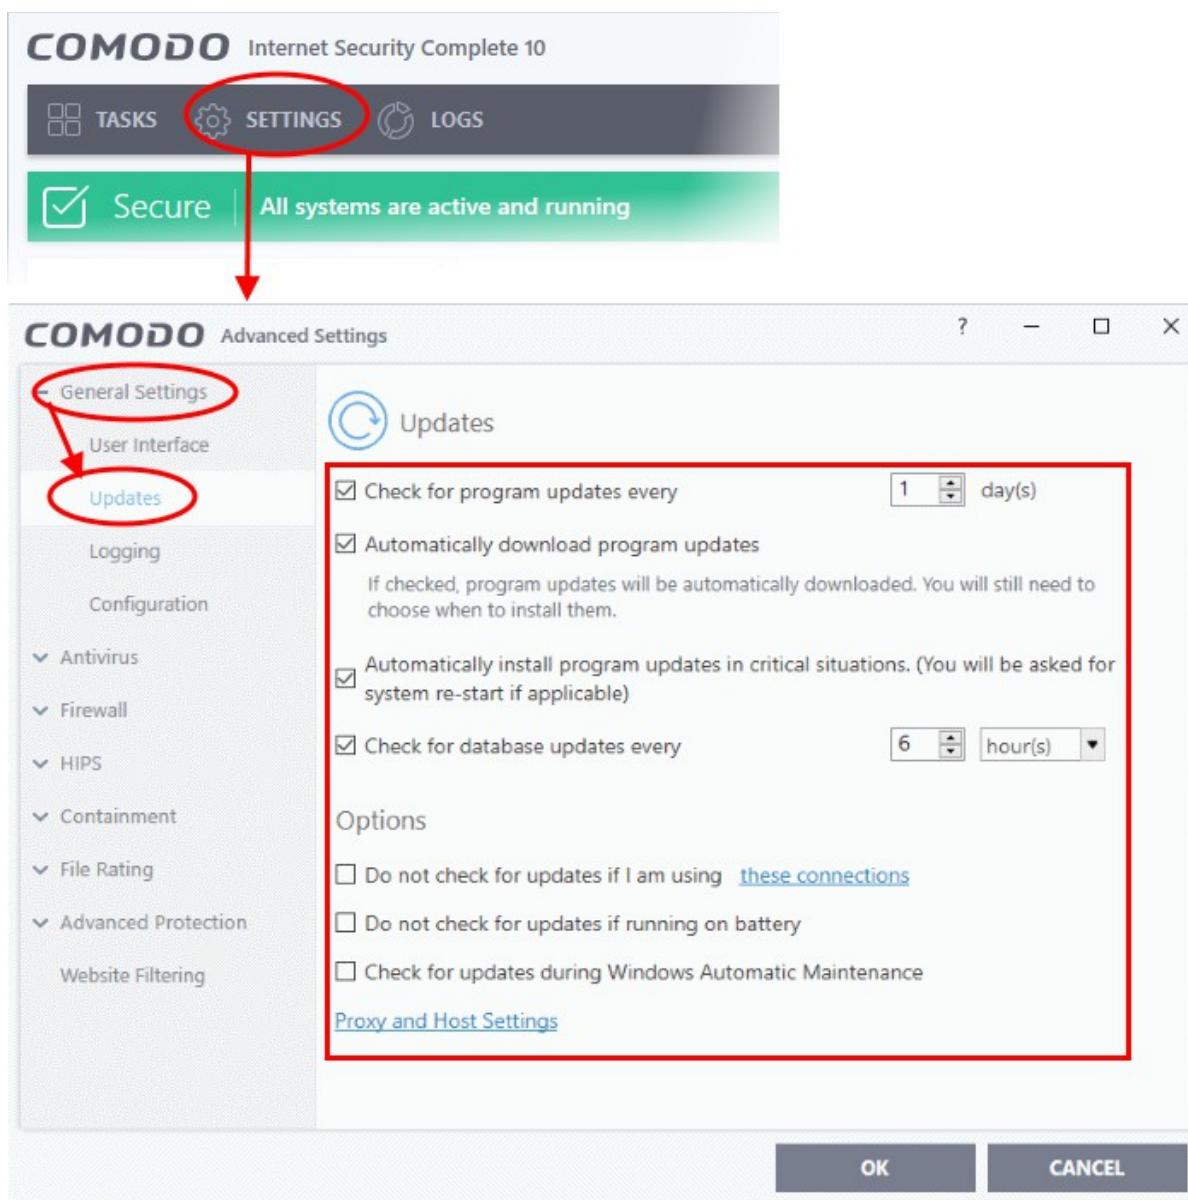 COMODO Internet Security Complete 10
TASKS SETTINGS LOGS
Secure All systems are active and running
COMODO Advanced Settings ?
General Settings
User Interface
Updates
Logging
Configuration
Antivirus
Firewall
HIPS
Containment
File Rating
Advanced Protection
Website Filtering
Updates
Check for program updates every 1 day(s)
Automatically download program updates
If checked, program updates will be automatically downloaded. You will still need to
choose when to install them.
Automatically install program updates in critical situations. (You will be asked for
system re-start if applicable)
Check for database updates every 6 hour(s)
Options
Do not check for updates if I am using these connections
Do not check for updates if running on battery
Check for updates during Windows Automatic Maintenance
Proxy and Host Settings
OK CANCEL